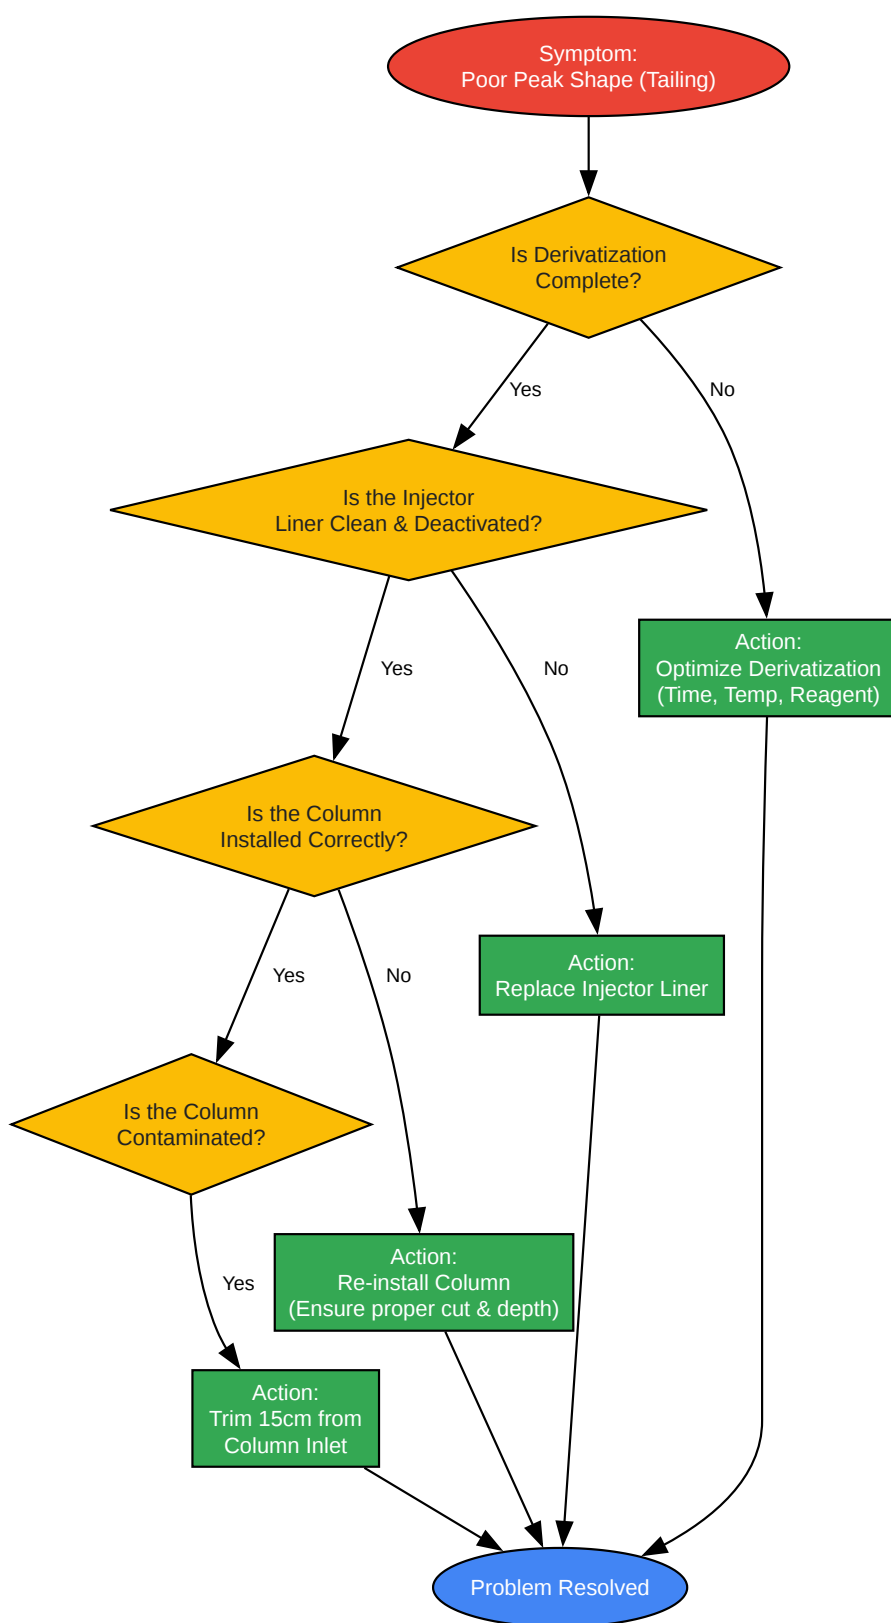 Symptom:
Poor Peak Shape (Tailing)
Is Derivatization
Complete?
Yes
No
Is the Injector
Liner Clean & Deactivated?
Action:
Optimize Derivatization
(Time, Temp, Reagent)
Yes
No
Is the Column
Installed Correctly?
Action:
Replace Injector Liner
Yes
No
Is the Column
Contaminated?
Action:
Re-install Column
(Ensure proper cut & depth)
Yes
Action:
Trim 15cm from
Column Inlet
Problem Resolved